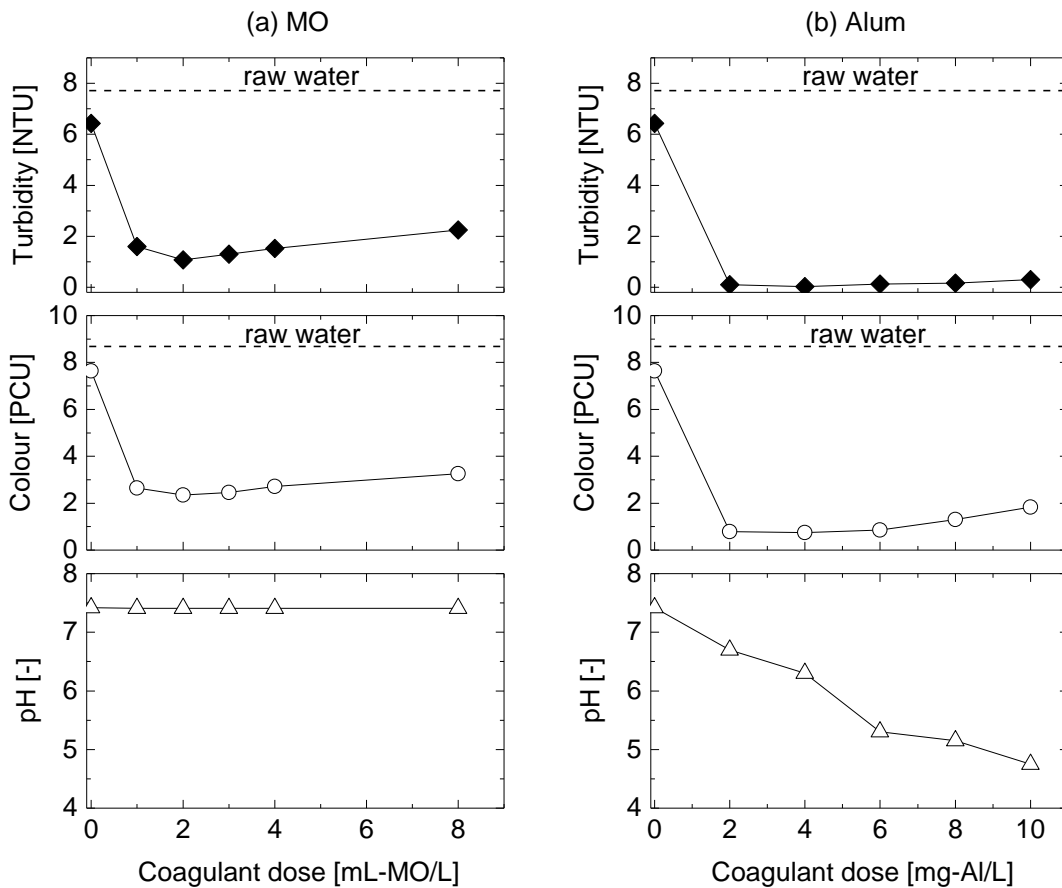 (a) MO
(b) Alum
Turbidity [NTU]
8
6
4
2
0
raw water
Turbidity [NTU]
8
6
4
2
0
raw water
Colour [PCU]
10
8
6
4
2
0
raw water
Colour [PCU]
10
8
6
4
2
0
raw water
pH [-]
8
7
6
5
4
0 2 4 6 8
Coagulant dose [mL-MO/L]
pH [-]
8
7
6
5
4
0 2 4 6 8 10
Coagulant dose [mg-Al/L]